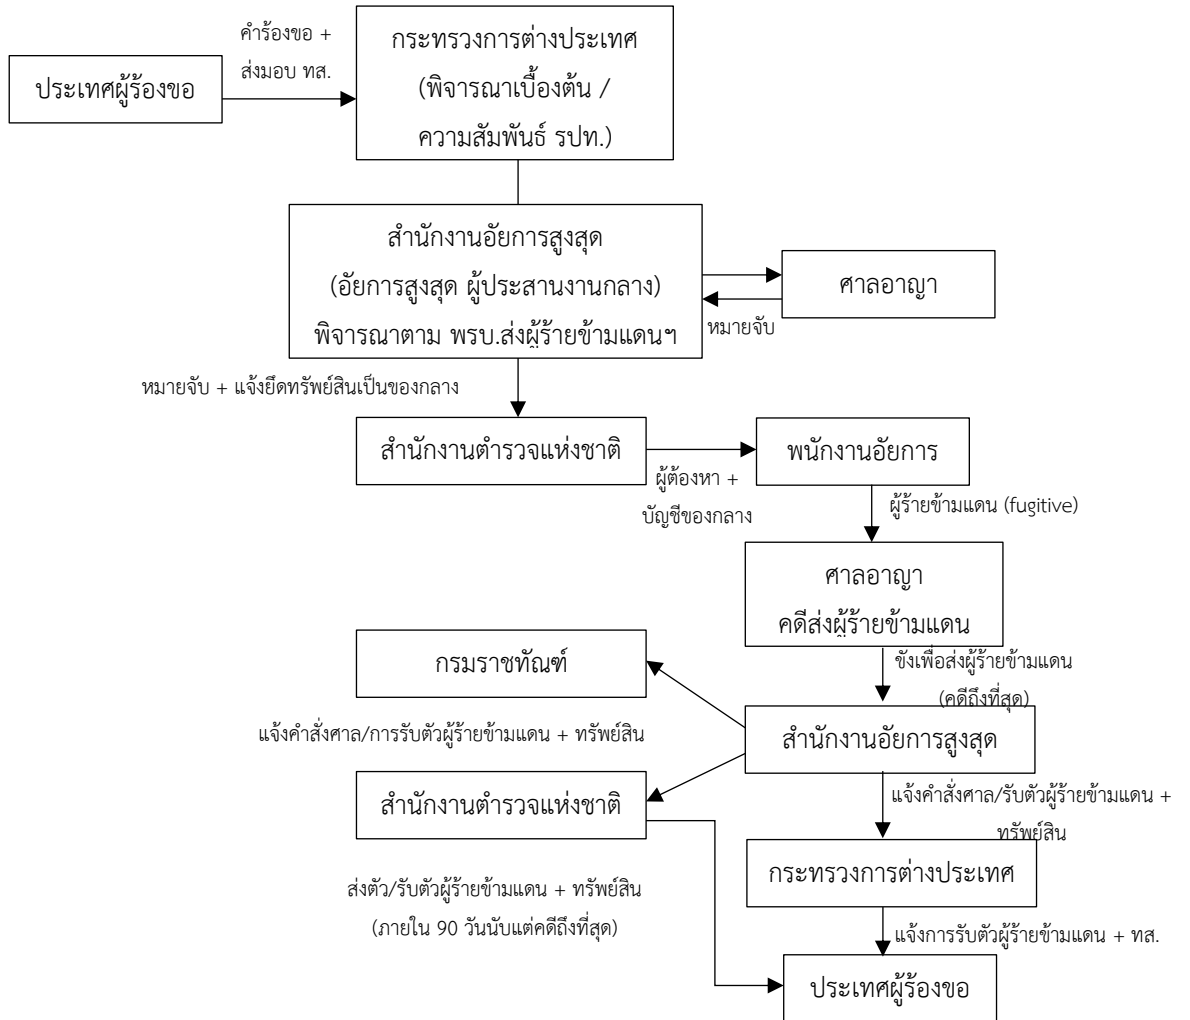 คำร้องขอ +
ส่งมอบ ทส.
ประเทศผู้ร้องขอ
กระทรวงการต่างประเทศ
(พิจารณาเบื้องต้น /
ความสัมพันธ์ รปท.)
สำนักงานอัยการสูงสุด
(อัยการสูงสุด ผู้ประสานงานกลาง)
พิจารณาตาม พรบ.ส่งผู้ร้ายข้ามแดนฯ
ศาลอาญา
หมายจับ
หมายจับ + แจ้งยึดทรัพย์สินเป็นของกลาง
สำนักงานตำรวจแห่งชาติ
ผู้ต้องหา +
บัญชีของกลาง
พนักงานอัยการ
ผู้ร้ายข้ามแดน (fugitive)
ศาลอาญา
คดีส่งผู้ร้ายข้ามแดน
ขังเพื่อส่งผู้ร้ายข้ามแดน
(คดีถึงที่สุด)
กรมราชทัณฑ์
แจ้งคำสั่งศาล/การรับตัวผู้ร้ายข้ามแดน + ทรัพย์สิน
สำนักงานอัยการสูงสุด
สำนักงานตำรวจแห่งชาติ
แจ้งคำสั่งศาล/รับตัวผู้ร้ายข้ามแดน +
ทรัพย์สิน
กระทรวงการต่างประเทศ
ส่งตัว/รับตัวผู้ร้ายข้ามแดน + ทรัพย์สิน
(ภายใน 90 วันนับแต่คดีถึงที่สุด)
แจ้งการรับตัวผู้ร้ายข้ามแดน + ทส.
ประเทศผู้ร้องขอ